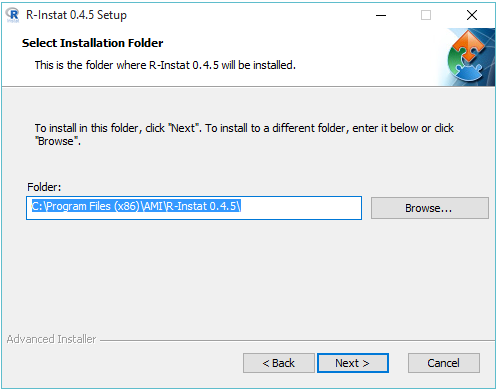 R-Instat 0.4.5 Setup
Select Installation Folder
This is the folder where R-Instat 0.4.5 will be installed.
To install in this folder, click "Next". To install to a different folder, enter it below or click
"Browse".
Folder:
C:\Program Files (x86)\AMI\R-Instat 0.4.5\
Browse...
Advanced Installer
< Back
Next >
Cancel